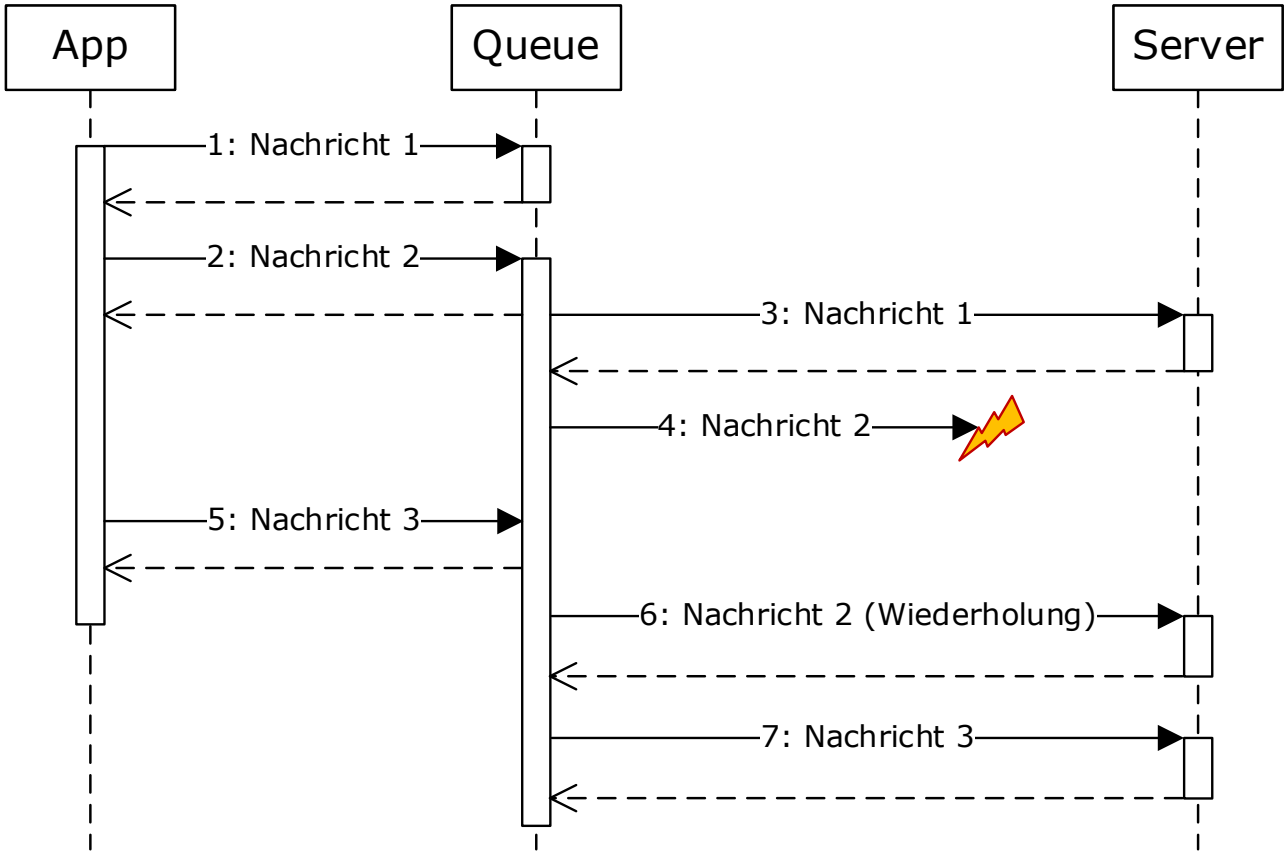 App
Queue
Server
1: Nachricht 1
2: Nachricht 2
3: Nachricht 1
4: Nachricht 2
5: Nachricht 3
6: Nachricht 2 (Wiederholung)
7: Nachricht 3